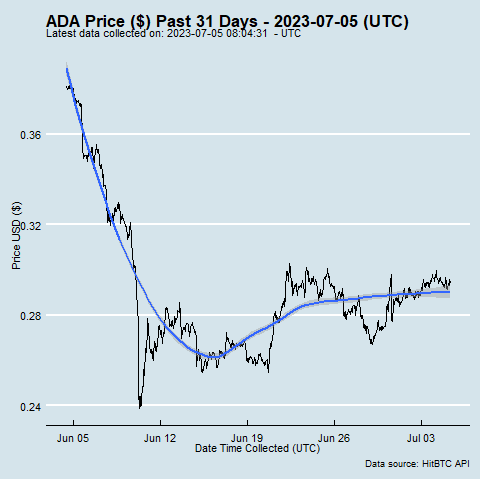 ADA Price ($) Past 31 Days - 2023-07-05 (UTC)
Latest data collected on: 2023-07-05 08:04:31 - UTC
Price USD ($)
0.36
0.32
0.28
0.24
Jun 05 Jun 12 Jun 19 Jun 26 Jul 03
Date Time Collected (UTC)
Data source: HitBTC API